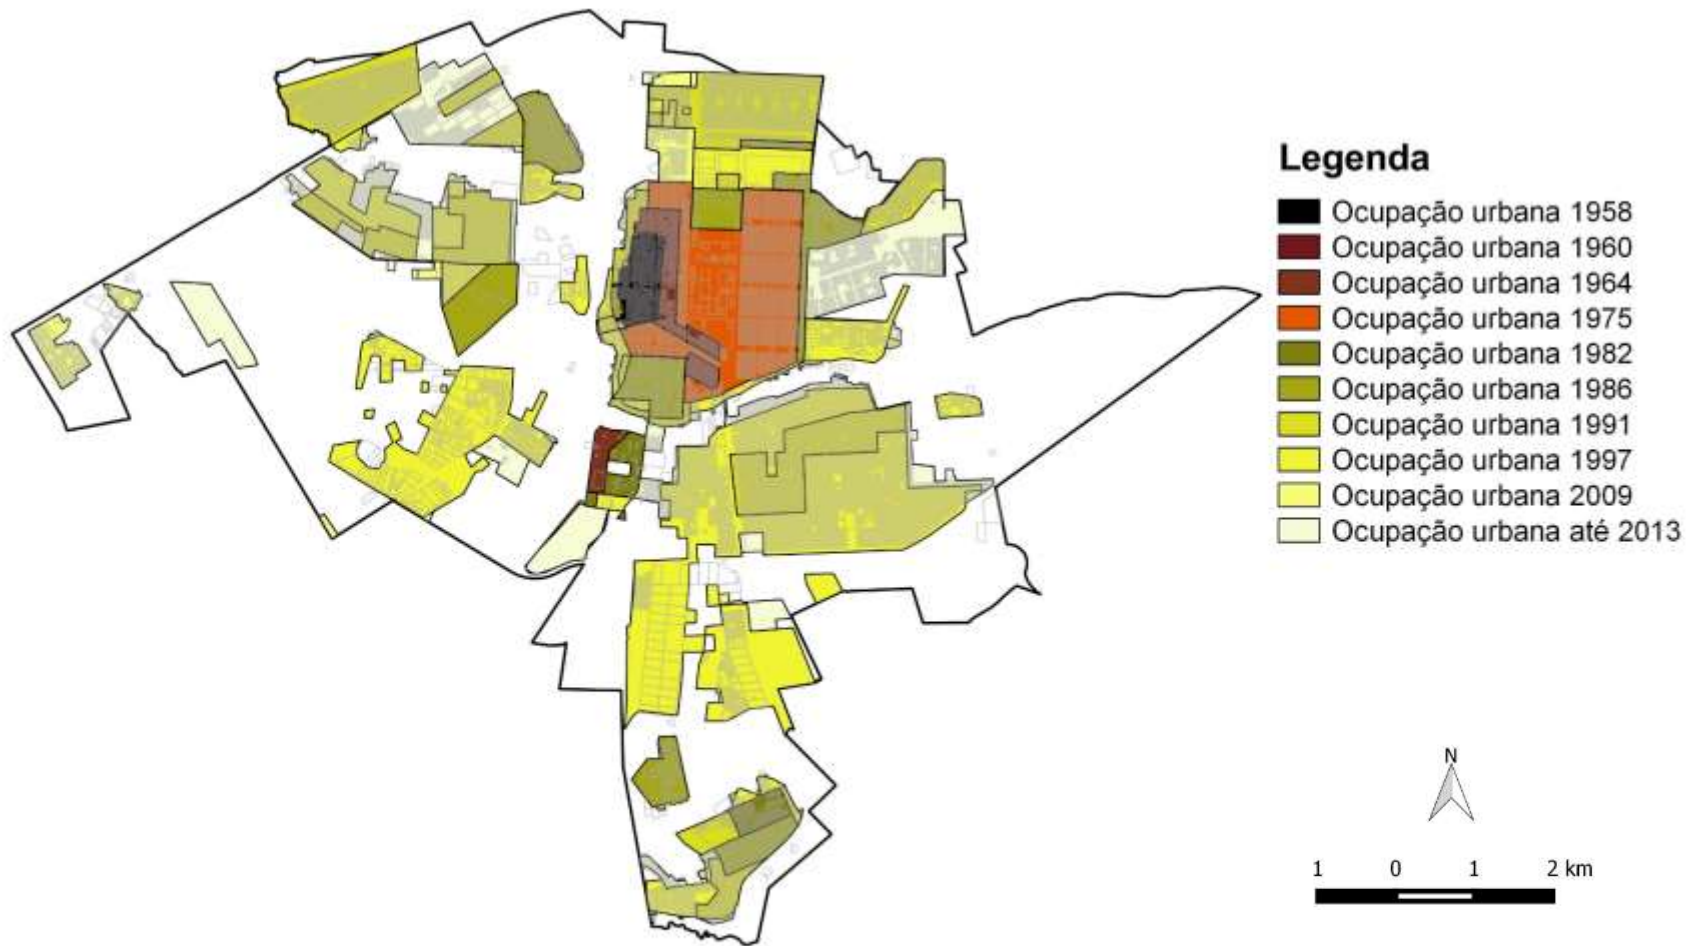 Legenda
Ocupação urbana 1958
Ocupação urbana 1960
Ocupação urbana 1964
Ocupação urbana 1975
Ocupação urbana 1982
Ocupação urbana 1986
Ocupação urbana 1991
Ocupação urbana 1997
Ocupação urbana 2009
Ocupação urbana até 2013
N
1 0 1 2 km